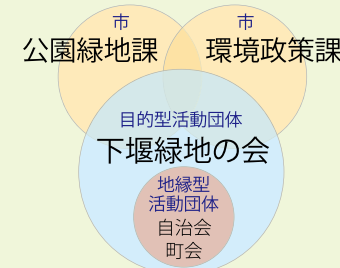 市
公園緑地課
市
環境政策課
目的型活動団体
下堰緑地の会
地縁型
活動団体
自治会
町会